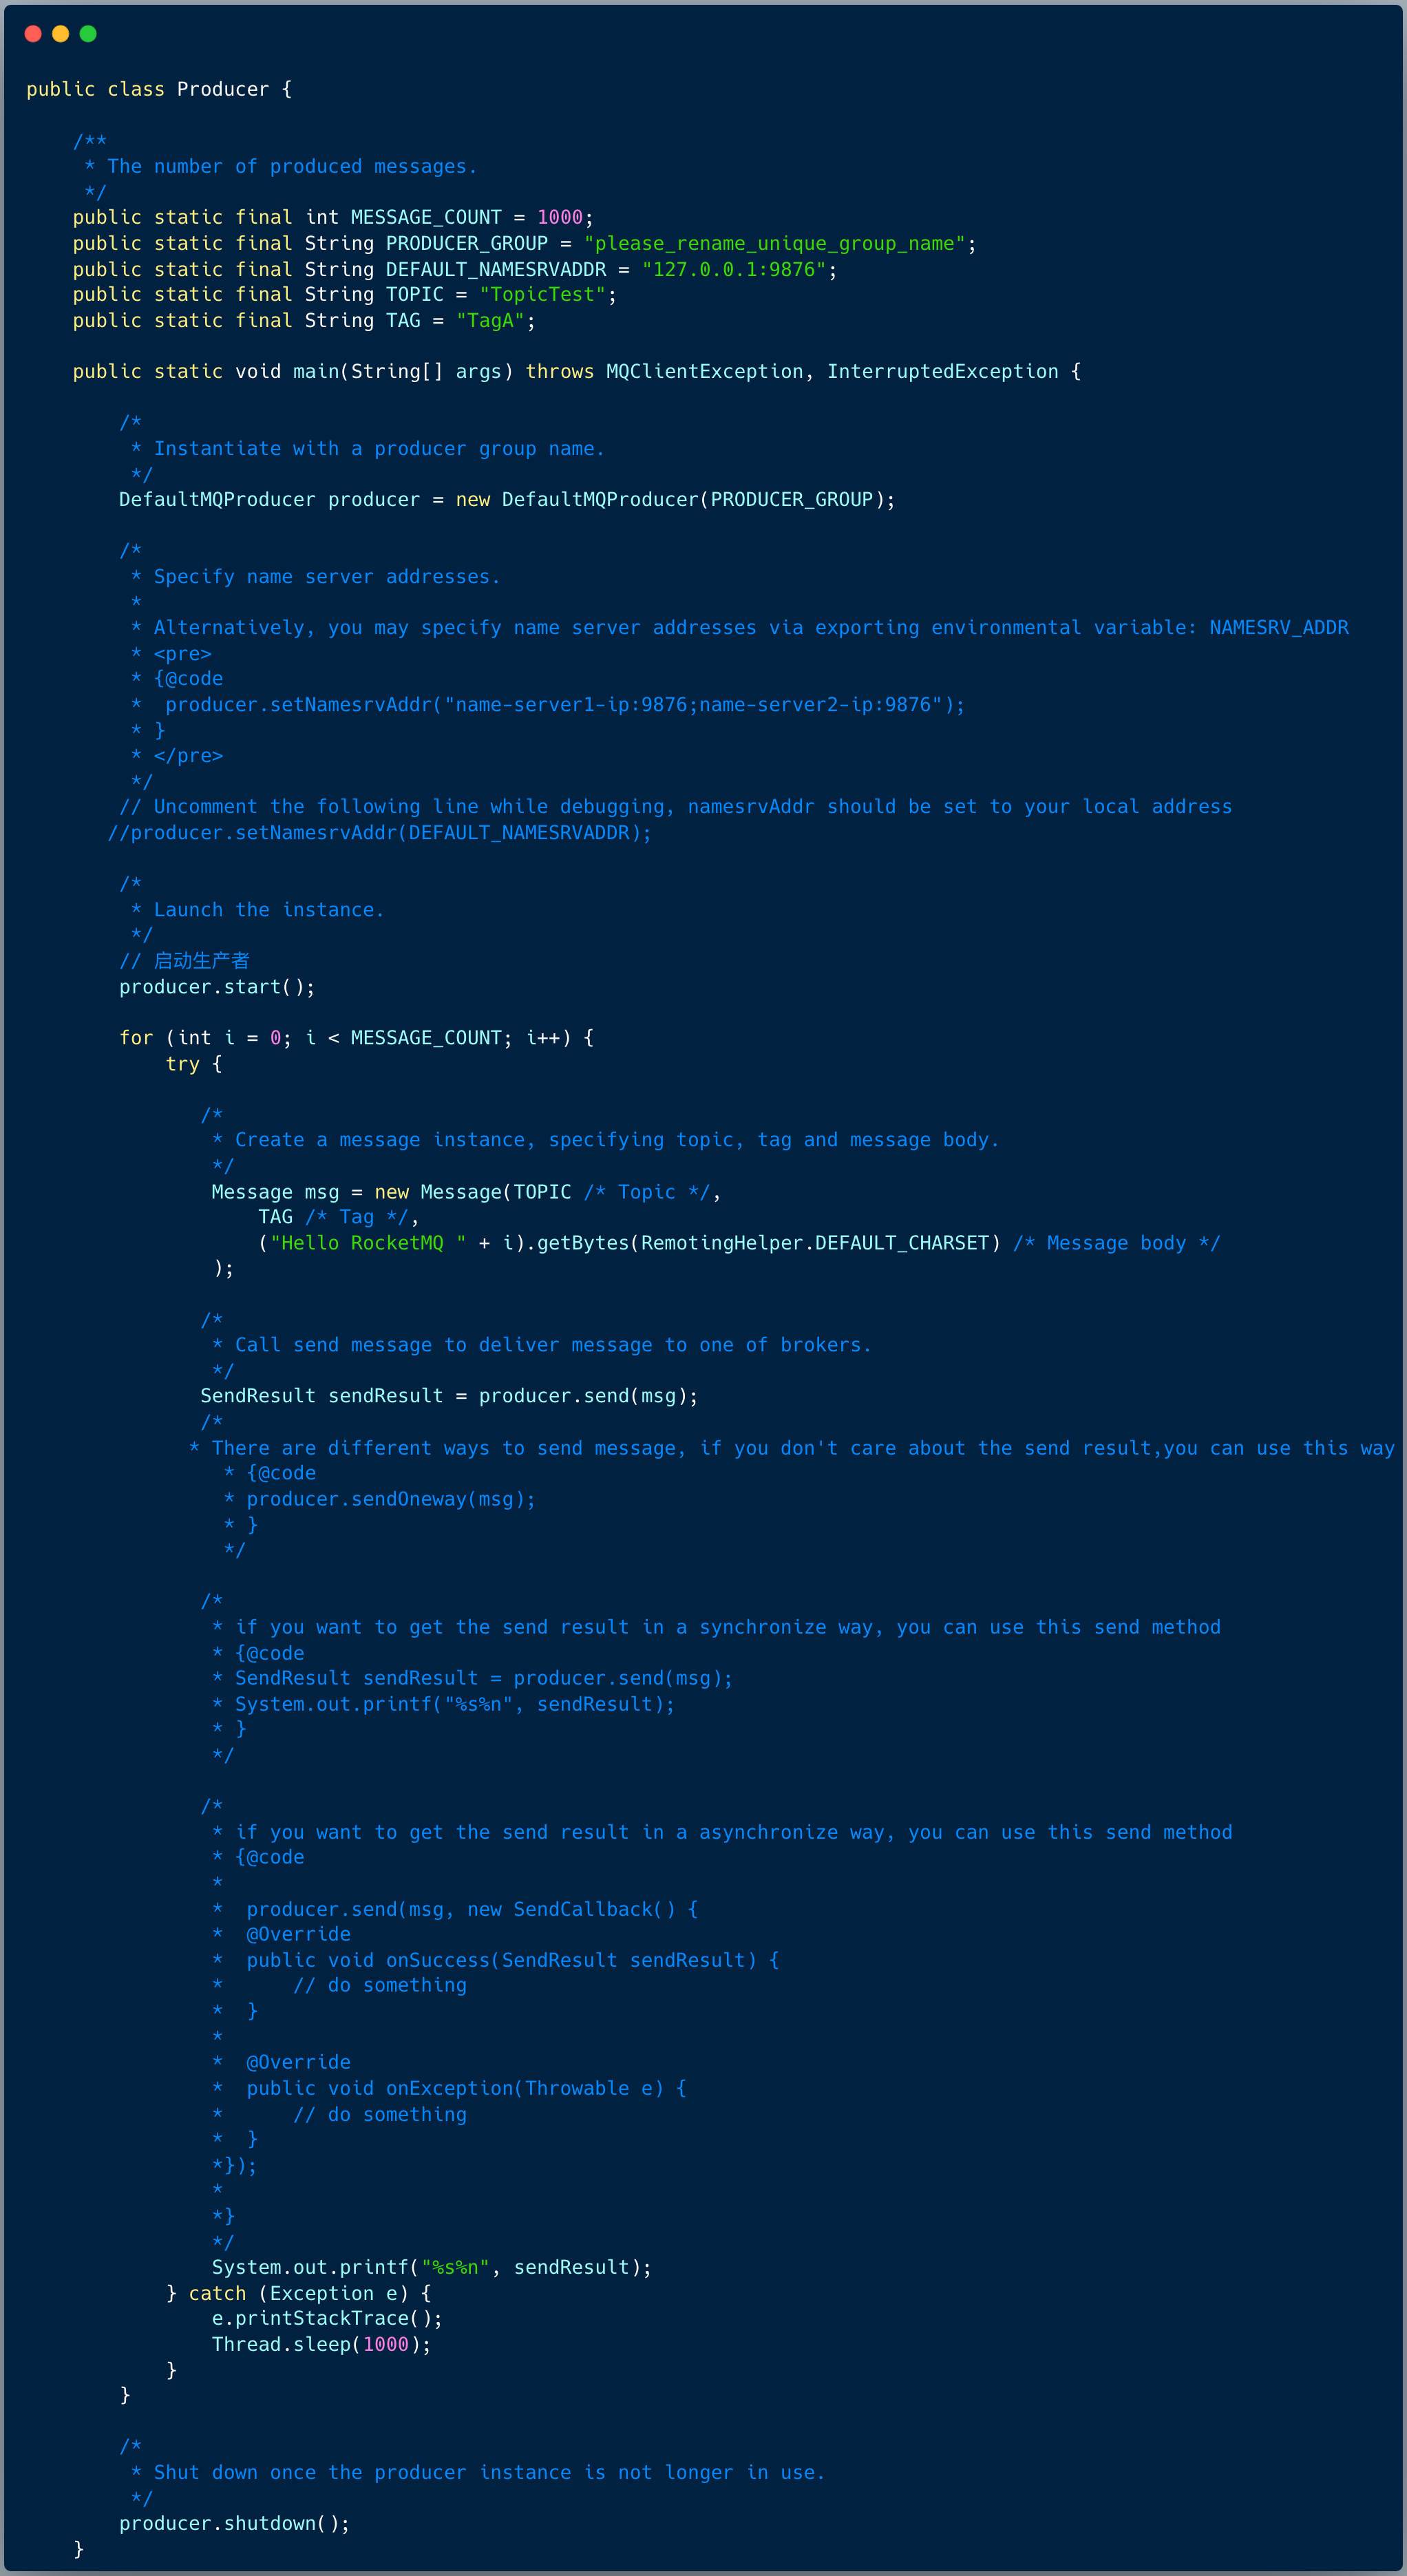 public class Producer {
/**
* The number of produced messages.
*/
public static final int MESSAGE_COUNT = 1000;
public static final String PRODUCER_GROUP = "please_rename_unique_group_name";
public static final String DEFAULT_NAMESRVADDR = "127.0.0.1:9876";
public static final String TOPIC = "TopicTest";
public static final String TAG = "TagA";
public static void main(String[] args) throws MQClientException, InterruptedException {
/*
* Instantiate with a producer group name.
*/
DefaultMQProducer producer = new DefaultMQProducer(PRODUCER_GROUP);
/*
* Specify name server addresses.
*
* Alternatively, you may specify name server addresses via exporting environmental variable: NAMESRV_ADDR
* <pre>
* {@code
*  producer.setNamesrvAddr("name-server1-ip:9876;name-server2-ip:9876");
* }
* </pre>
*/
// Uncomment the following line while debugging, namesrvAddr should be set to your local address
//producer.setNamesrvAddr(DEFAULT_NAMESRVADDR);
/*
* Launch the instance.
*/
// 启动生产者
producer.start();
for (int i = 0; i < MESSAGE_COUNT; i++) {
try {
/*
* Create a message instance, specifying topic, tag and message body.
*/
Message msg = new Message(TOPIC /* Topic */,
TAG /* Tag */,
("Hello RocketMQ " + i).getBytes(RemotingHelper.DEFAULT_CHARSET) /* Message body */
);
/*
* Call send message to deliver message to one of brokers.
*/
SendResult sendResult = producer.send(msg);
/*
* There are different ways to send message, if you don't care about the send result,you can use this way
* {@code
* producer.sendOneway(msg);
* }
*/
/*
* if you want to get the send result in a synchronize way, you can use this send method
* {@code
* SendResult sendResult = producer.send(msg);
* System.out.printf("%s%n", sendResult);
* }
*/
/*
* if you want to get the send result in a asynchronize way, you can use this send method
* {@code
*
*  producer.send(msg, new SendCallback() {
*  @Override
*  public void onSuccess(SendResult sendResult) {
*      // do something
*  }
*
*  @Override
*  public void onException(Throwable e) {
*      // do something
*  }
*});
*
*}
*/
System.out.printf("%s%n", sendResult);
} catch (Exception e) {
e.printStackTrace();
Thread.sleep(1000);
}
}
/*
* Shut down once the producer instance is not longer in use.
*/
producer.shutdown();
}